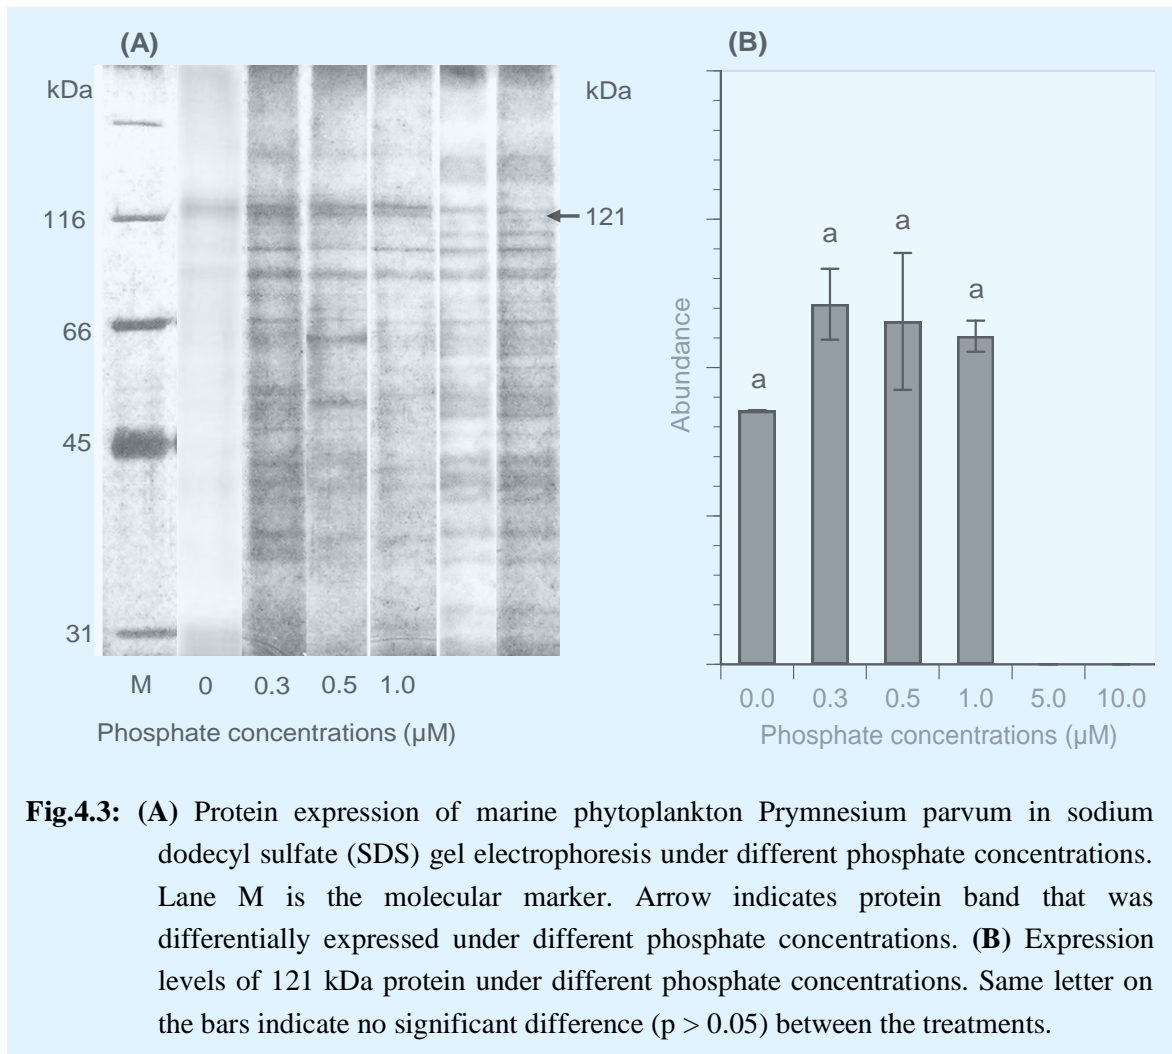 (A)
kDa
116
66
45
31
kDa
121
M 0 0.3 0.5 1.0
Phosphate concentrations (µM)
(B)
Abundance
a
a
a
a
0.0 0.3 0.5 1.0 5.0 10.0
Phosphate concentrations (µM)
Fig.4.3: (A) Protein expression of marine phytoplankton Prymnesium parvum in sodium
dodecyl sulfate (SDS) gel electrophoresis under different phosphate concentrations.
Lane M is the molecular marker. Arrow indicates protein band that was
differentially expressed under different phosphate concentrations. (B) Expression
levels of 121 kDa protein under different phosphate concentrations. Same letter on
the bars indicate no significant difference (p > 0.05) between the treatments.